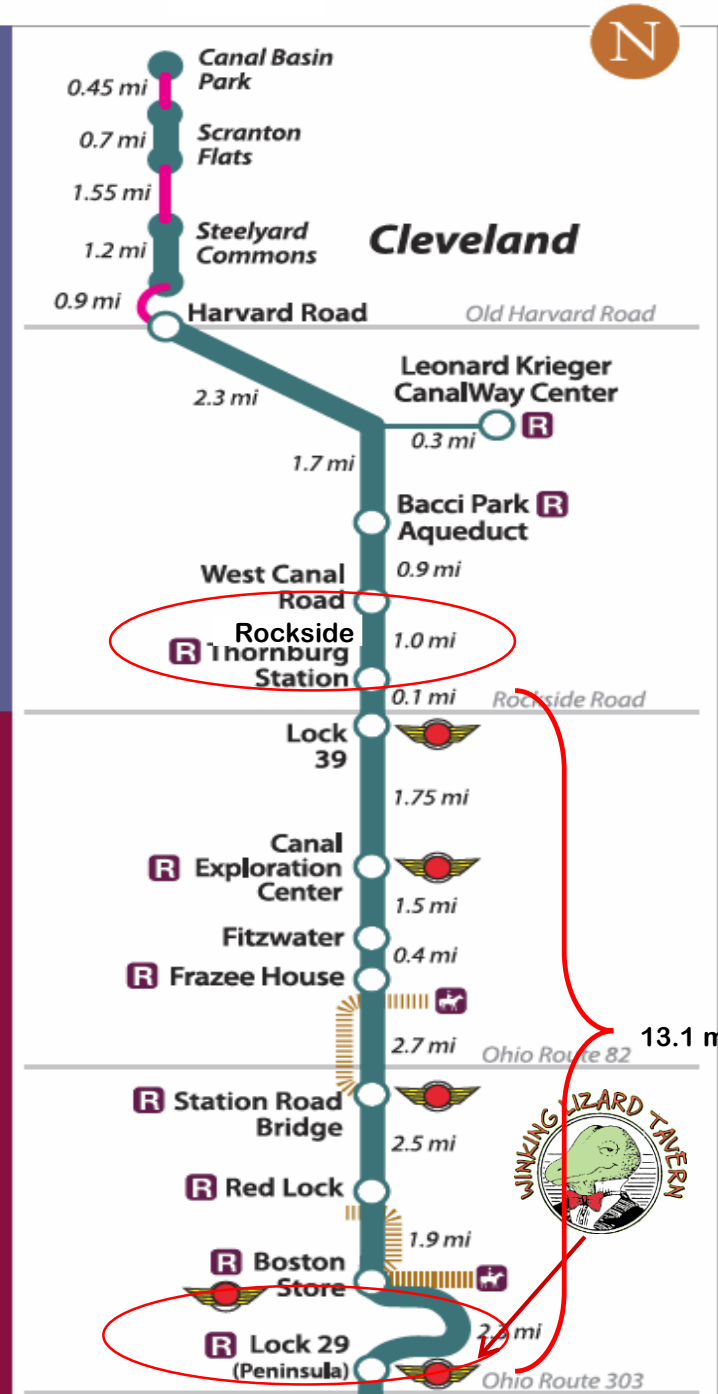 N
Canal Basin
Park
0.45 mi
0.7 mi
Scranton
Flats
1.55 mi
Steelyard
Commons
1.2 mi
Cleveland
0.9 mi
Harvard Road
Old Harvard Road
2.3 mi
Leonard Krieger
CanalWay Center
R
0.3 mi
1.7 mi
Bacci Park R
Aqueduct
0.9 mi
West Canal
Road
Rockside
1.0 mi
R Thornburg
Station
0.1 mi
Rockside Road
Lock
39
1.75 mi
Canal
R Exploration
Center
1.5 mi
Fitzwater
0.4 mi
R Frazee House
13.1 m
2.7 mi
Ohio Route 82
R Station Road
Bridge
WINKING LIZARD TAVERN
2.5 mi
R Red Lock
1.9 mi
R Boston
Store
mi
R Lock 29
(Peninsula)
Ohio Route 303